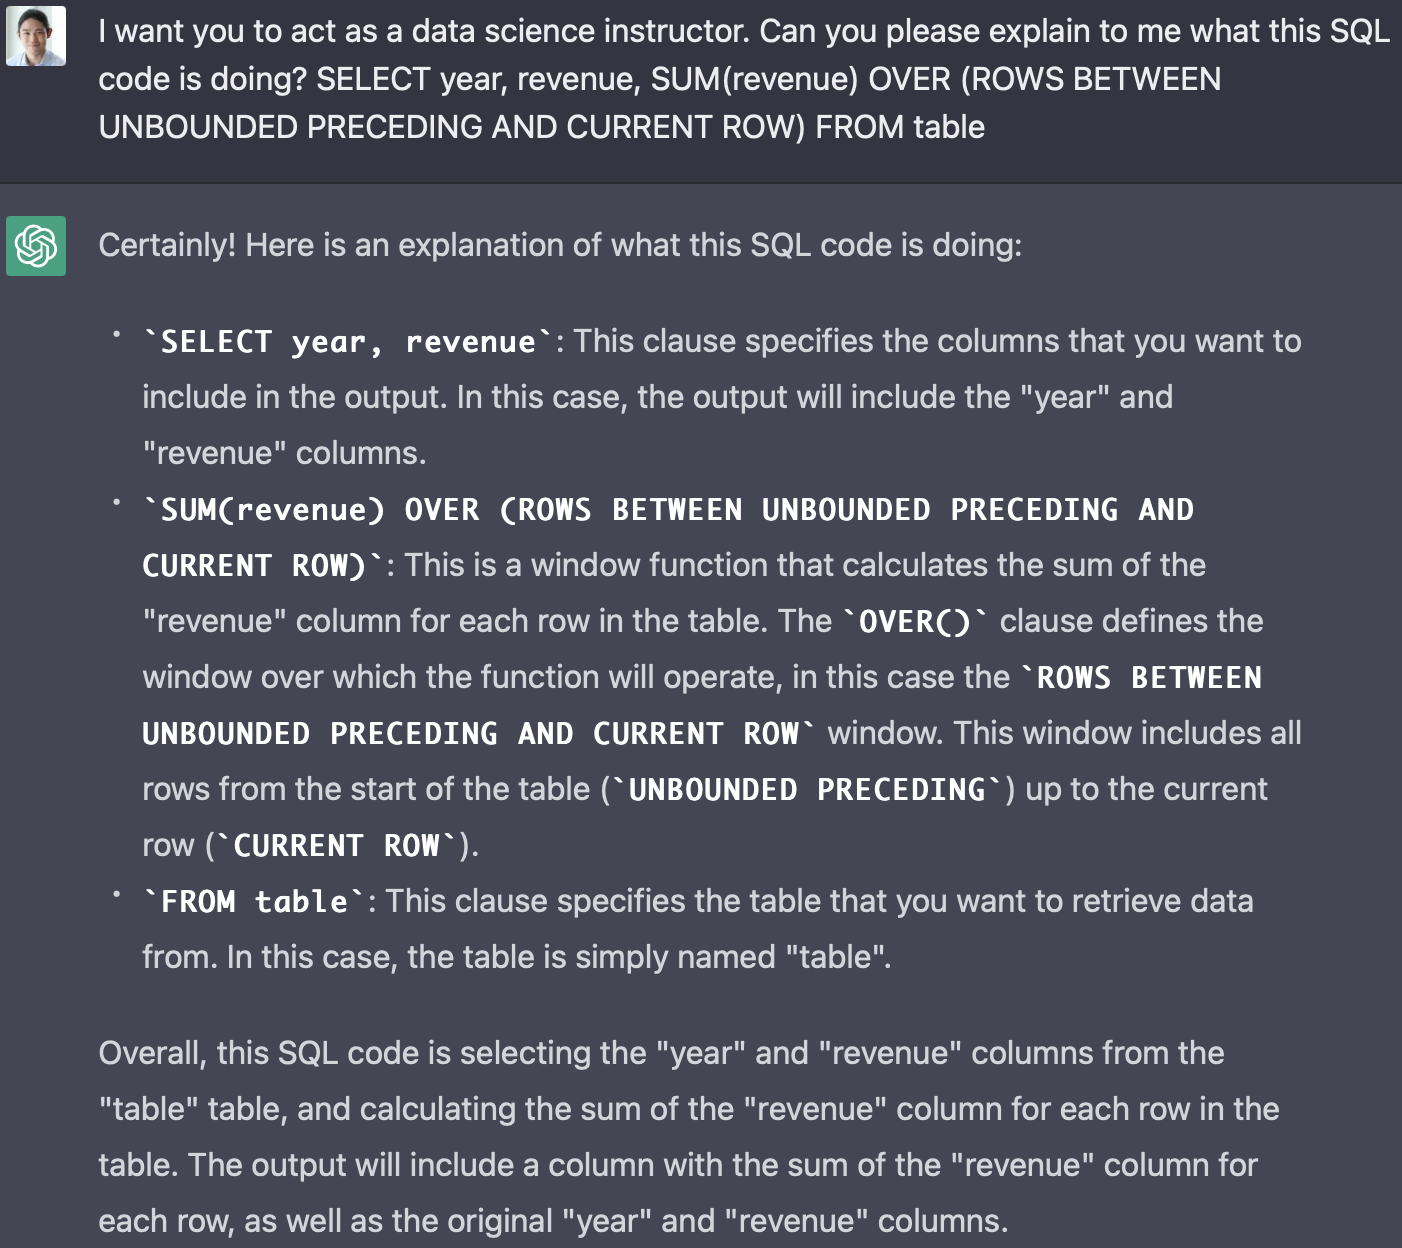 I want you to act as a data science instructor. Can you please explain to me what this SQL
code is doing? SELECT year, revenue, SUM(revenue) OVER (ROWS BETWEEN
UNBOUNDED PRECEDING AND CURRENT ROW) FROM table
Certainly! Here is an explanation of what this SQL code is doing:
• `SELECT year, revenue`: This clause specifies the columns that you want to
include in the output. In this case, the output will include the "year" and
"revenue" columns.
• `SUM(revenue) OVER (ROWS BETWEEN UNBOUNDED PRECEDING AND
CURRENT ROW)`: This is a window function that calculates the sum of the
"revenue" column for each row in the table. The `OVER()` clause defines the
window over which the function will operate, in this case the `ROWS BETWEEN
UNBOUNDED PRECEDING AND CURRENT ROW` window. This window includes all
rows from the start of the table (`UNBOUNDED PRECEDING`) up to the current
row (`CURRENT ROW`).
• `FROM table`: This clause specifies the table that you want to retrieve data
from. In this case, the table is simply named "table".
Overall, this SQL code is selecting the "year" and "revenue" columns from the
"table" table, and calculating the sum of the "revenue" column for each row in the
table. The output will include a column with the sum of the "revenue" column for
each row, as well as the original "year" and "revenue" columns.